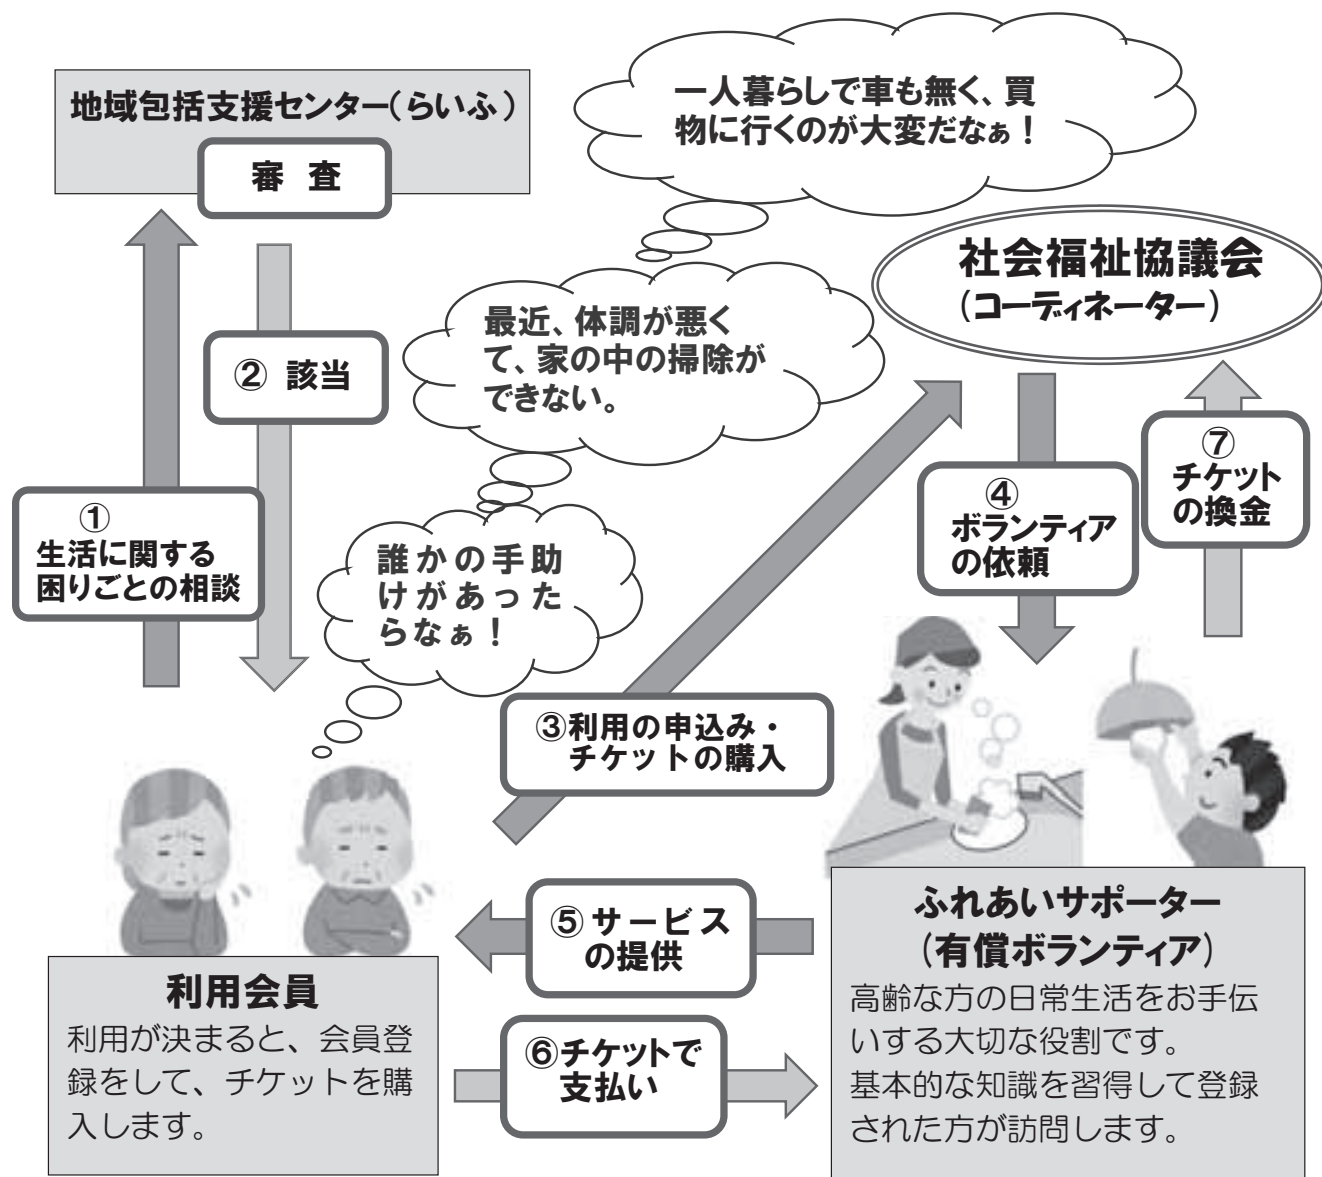 一人暮らしで車も無く、買
物に行くのが大変だなぁ！
地域包括支援センター(らいふ)
審 査
社会福祉協議会
(コーディネーター)
最近、体調が悪く
て、家の中の掃除が
できない。
② 該当
⑦
チケット
の換金
④
ボランティア
の依頼
①
生活に関する
困りごとの相談
誰かの手助
けがあった
らなぁ！
③利用の申込み・
チケットの購入
⑤ サービス
の提供
ふれあいサポーター
(有償ボランティア)
高齢な方の日常生活をお手伝
いする大切な役割です。
基本的な知識を習得して登録
された方が訪問します。
利用会員
利用が決まると、会員登
録をして、チケットを購
入します。
⑥チケットで
支払い